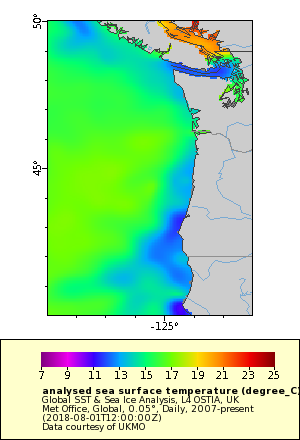 50°
45°
-125°
7 9 11 13 15 17 19 21 23 25
analysed sea surface temperature (degree_C)
Global SST & Sea Ice Analysis, L4 OSTIA, UK
Met Office, Global, 0.05°, Daily, 2007-present
(2018-08-01T12:00:00Z)
Data courtesy of UKMO